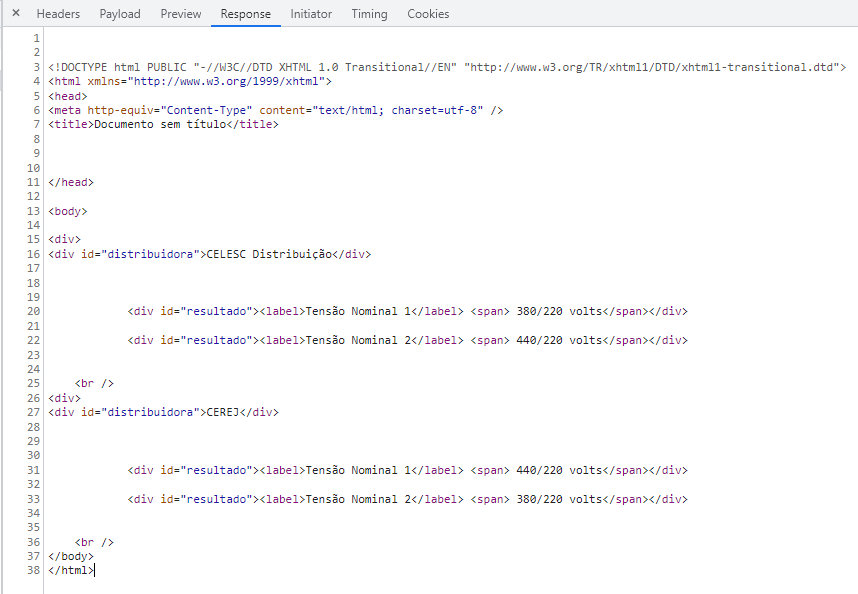 × Headers Payload Preview Response Initiator Timing Cookies
1
2
3 <!DOCTYPE html PUBLIC "-//W3C//DTD XHTML 1.0 Transitional//EN" "http://www.w3.org/TR/xhtml1/DTD/xhtml1-transitional.dtd">
4 <html xmlns="http://www.w3.org/1999/xhtml">
5 <head>
6 <meta http-equiv="Content-Type" content="text/html; charset=utf-8" />
7 <title>Documento sem título</title>
8
9
10
11 </head>
12
13 <body>
14
15 <div>
16 <div id="distribuidora">CELESC Distribuição</div>
17
18
19
20             <div id="resultado"><label>Tensão Nominal 1</label> <span> 380/220 volts</span></div>
21
22             <div id="resultado"><label>Tensão Nominal 2</label> <span> 440/220 volts</span></div>
23
24
25     <br />
26 <div>
27 <div id="distribuidora">CEREJ</div>
28
29
30
31             <div id="resultado"><label>Tensão Nominal 1</label> <span> 440/220 volts</span></div>
32
33             <div id="resultado"><label>Tensão Nominal 2</label> <span> 380/220 volts</span></div>
34
35
36     <br />
37 </body>
38 </html>